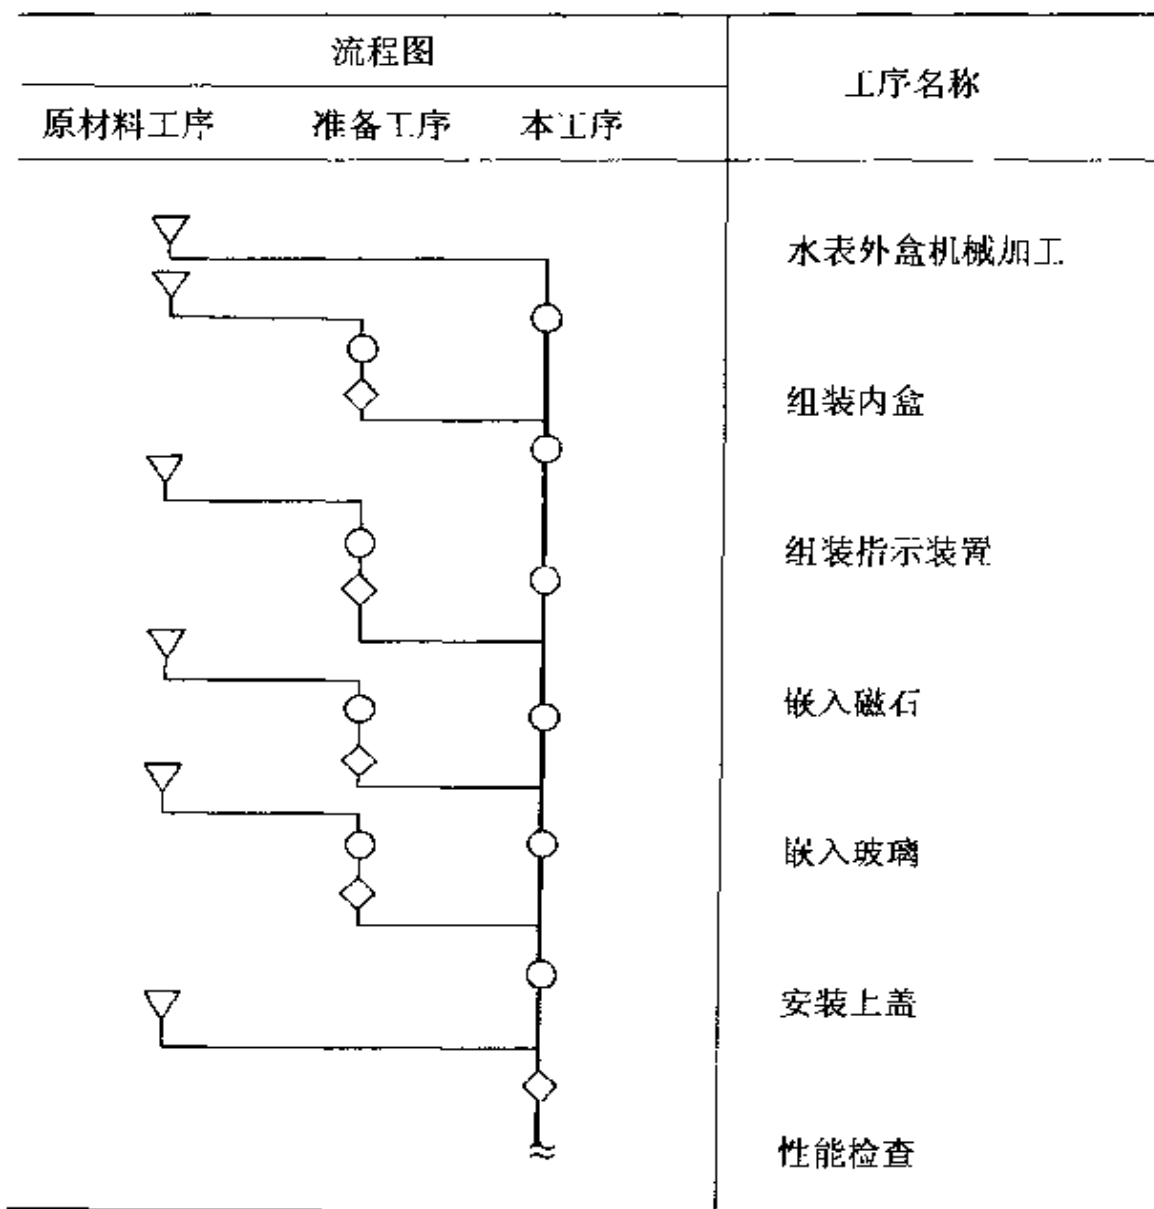 流程图
工序名称
原材料工序 准备工序 本工序
水表外盒机械加工
组装内盒
组装指示装置
嵌入磁石
嵌入玻璃
安装上盖
性能检查